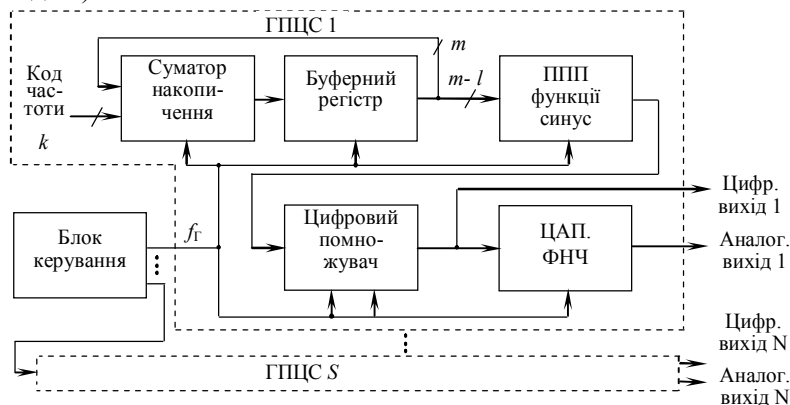 ГПЦС 1
m
Код
час-
тоти
k
Суматор
накопи-
чення
Буферний
регістр
m- l
ППП
функції
синус
Блок
керування
fГ
Цифровий
помно-
жувач
ЦАП.
ФНЧ
Цифр.
вихід 1
Аналог.
вихід 1
ГПЦС S
Цифр.
вихід N
Аналог.
вихід N